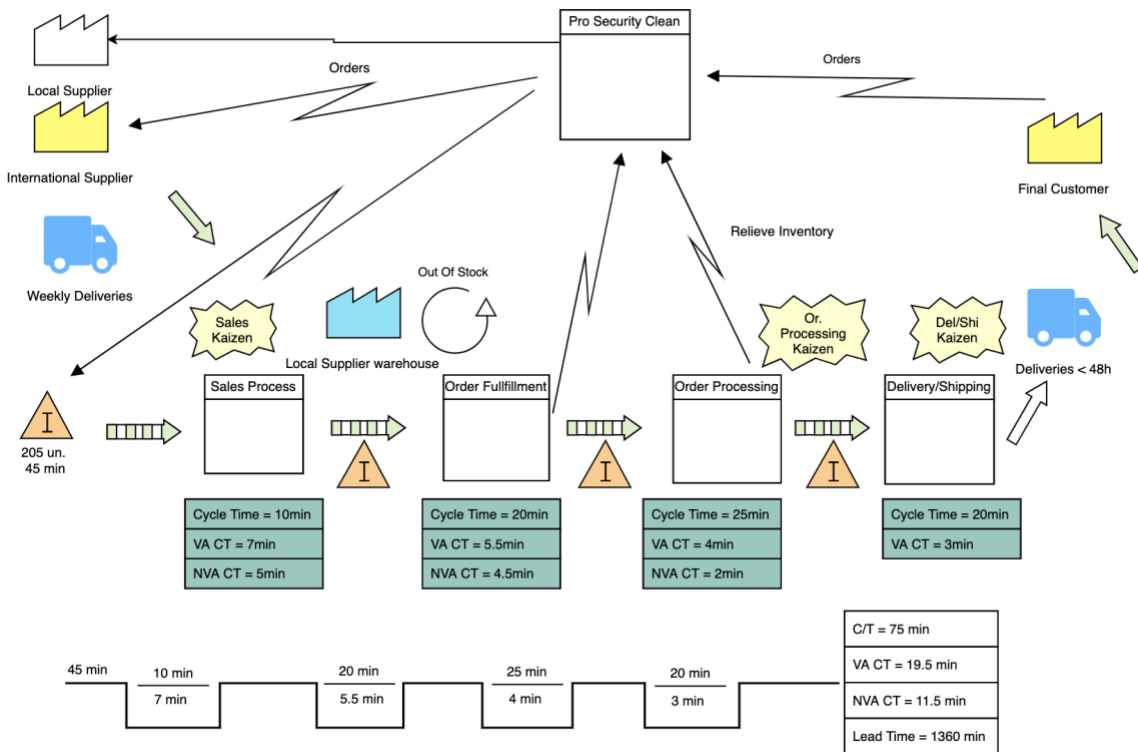 Pro Security Clean
Local Supplier
Orders
Orders
International Supplier
Final Customer
Relieve Inventory
Weekly Deliveries
Out Of Stock
Sales
Kaizen
Local Supplier warehouse
Or.
Processing
Kaizen
Del/Shi
Kaizen
Deliveries < 48h
I
205 un.
45 min
Sales Process
I
Order Fullfillment
I
Order Processing
I
Delivery/Shipping
Cycle Time = 10min
VA CT = 7min
NVA CT = 5min
Cycle Time = 20min
VA CT = 5.5min
NVA CT = 4.5min
Cycle Time = 25min
VA CT = 4min
NVA CT = 2min
Cycle Time = 20min
VA CT = 3min
45 min
10 min
7 min
20 min
5.5 min
25 min
4 min
20 min
3 min
C/T = 75 min
VA CT = 19.5 min
NVA CT = 11.5 min
Lead Time = 1360 min